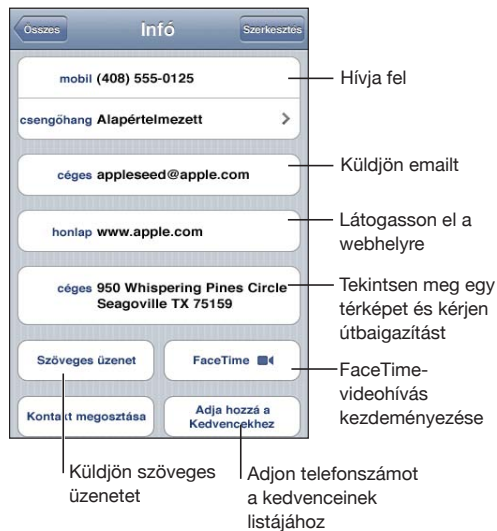 Összes
Infó
Szerkesztés
mobil (408) 555-0125
Hívja fel
csengőhang Alapértelmezett
céges appleseed@apple.com
Küldjön emailt
honlap www.apple.com
Látogasson el a
webhelyre
céges 950 Whispering Pines Circle
Seagoville TX 75159
Tekintsen meg egy
térképet és kérjen
útbaigazítást
Szöveges üzenet
FaceTime
FaceTime-
videohívás
kezdeményezése
Kontakt megosztása
Adja hozzá a
Kedvencekhez
Küldjön szöveges
üzenetet
Adjon telefonszámot
a kedvenceinek
listájához